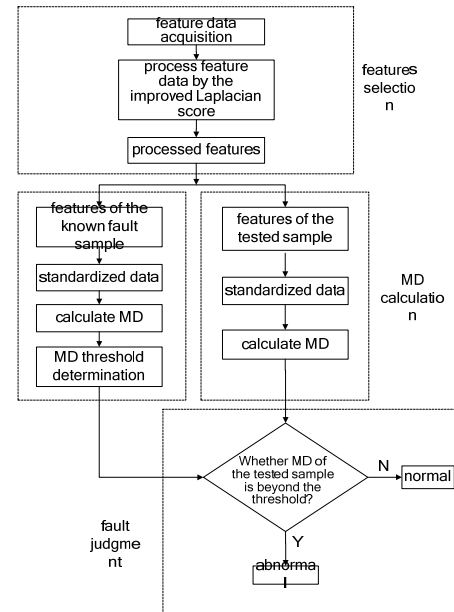 feature data
acquisition
process feature
data by the
improved Laplacian
score
processed features
features
selectio
n
features of the
known fault
sample
standardized data
calculate MD
MD threshold
determination
features of the
tested sample
standardized data
calculate MD
MD
calculatio
n
Whether MD of
the tested sample
is beyond the
threshold?
N
normal
Y
abnorma
l
fault
judgme
nt